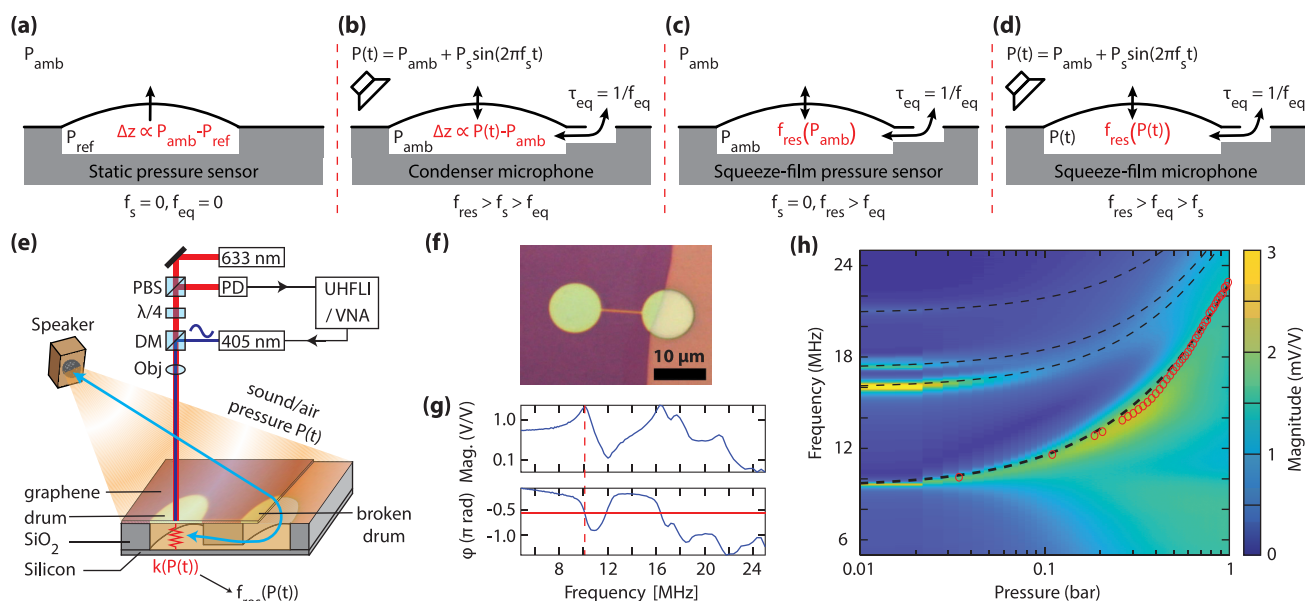 (a)
P_amb
P_ref
Δz ∝ P_amb-P_ref
Static pressure sensor
f_s = 0, f_eq = 0
(b)
P(t) = P_amb + P_s sin(2πf_s t)
τ_eq = 1/f_eq
P_amb
Δz ∝ P(t)-P_amb
Condenser microphone
f_res > f_s > f_eq
(c)
P_amb
τ_eq = 1/f_eq
P_amb
f_res(P_amb)
Squeeze-film pressure sensor
f_s = 0, f_res > f_eq
(d)
P(t) = P_amb + P_s sin(2πf_s t)
τ_eq = 1/f_eq
P(t)
f_res(P(t))
Squeeze-film microphone
f_res > f_eq > f_s
(e)
633 nm
PBS
PD
UHFLI
/ VNA
λ/4
DM
405 nm
Obj
Speaker
sound/air
pressure P(t)
graphene
drum
SiO₂
Silicon
broken
drum
k(P(t))
f_res(P(t))
(f)
10 μm
(g)
Mag. (V/V)
1.0
0.1
φ (π rad)
-0.5
-1.0
8 12 16 20 24
Frequency [MHz]
(h)
Frequency (MHz)
24
18
12
6
0.01 0.1 1
Pressure (bar)
3
2
1
0
Magnitude (mV/V)